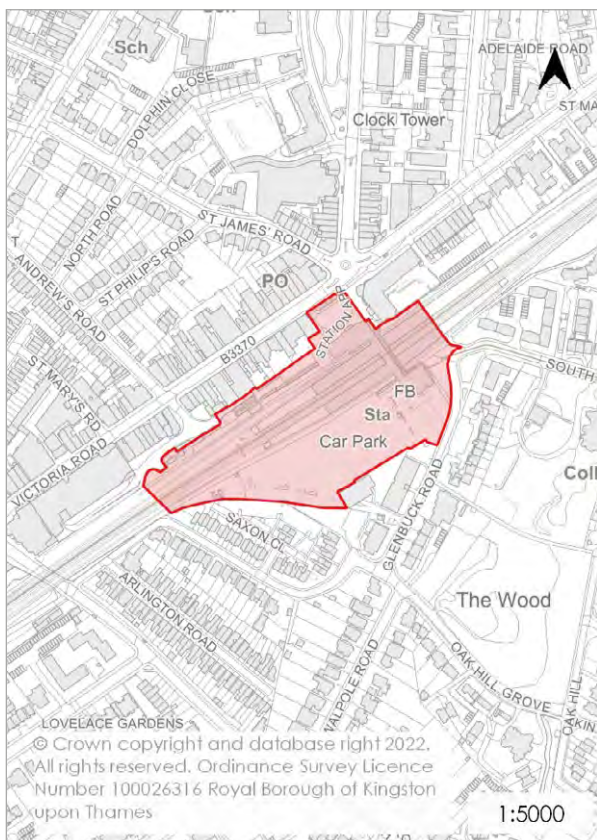 Sch
ADELAIDE ROAD
DOLPHIN CLOSE
Clock Tower
ST MA
ST JAMES' ROAD
NORTH ROAD
ST PHILIP'S ROAD
ANDREW'S ROAD
PO
STATION APP
B3370
ST MARY'S RD
SOUTH
FB
Sta
Car Park
VICTORIA ROAD
Coll
GLENBUCK ROAD
SAXON CL
ARLINGTON ROAD
The Wood
WALPOLE ROAD
OAK HILL GROVE
OAK HILL
KIN
LOVELACE GARDENS
© Crown copyright and database right 2022.
All rights reserved. Ordinance Survey Licence
Number 100026316 Royal Borough of Kingston
upon Thames
1:5000